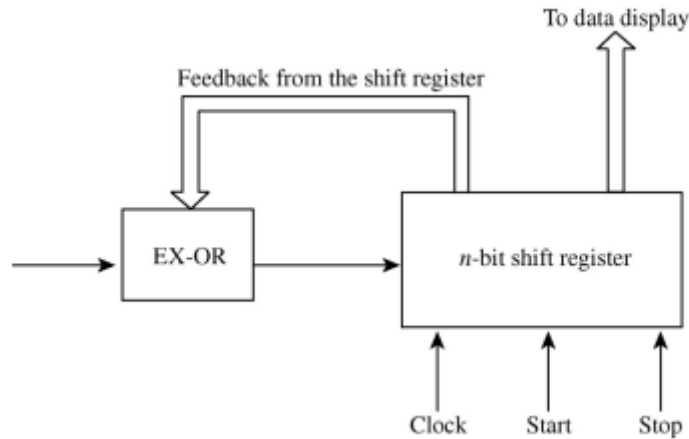 To data display
Feedback from the shift register
EX-OR
n-bit shift register
Clock
Start
Stop